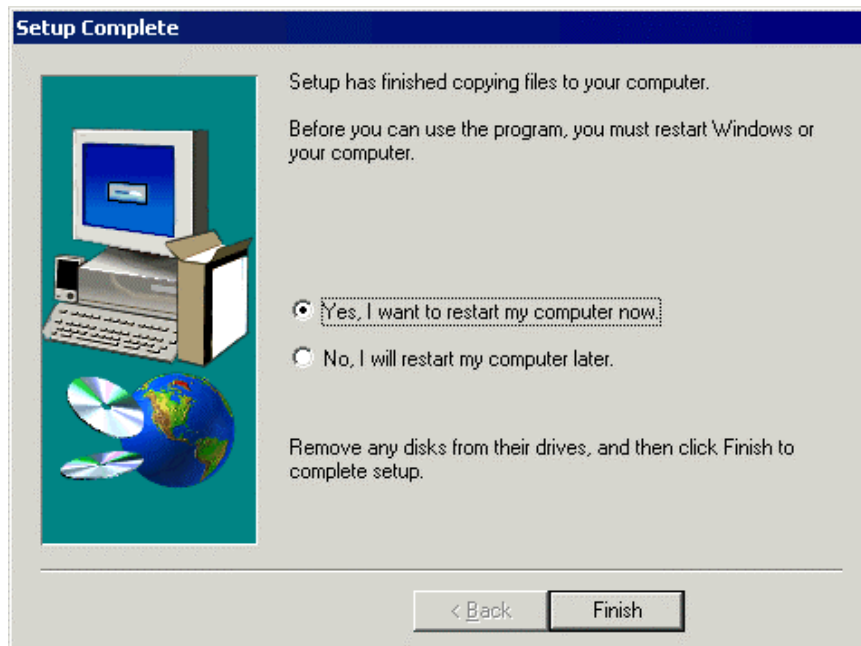 Setup Complete
Setup has finished copying files to your computer.
Before you can use the program, you must restart Windows or
your computer.
Yes, I want to restart my computer now.
No, I will restart my computer later.
Remove any disks from their drives, and then click Finish to
complete setup.
< Back
Finish